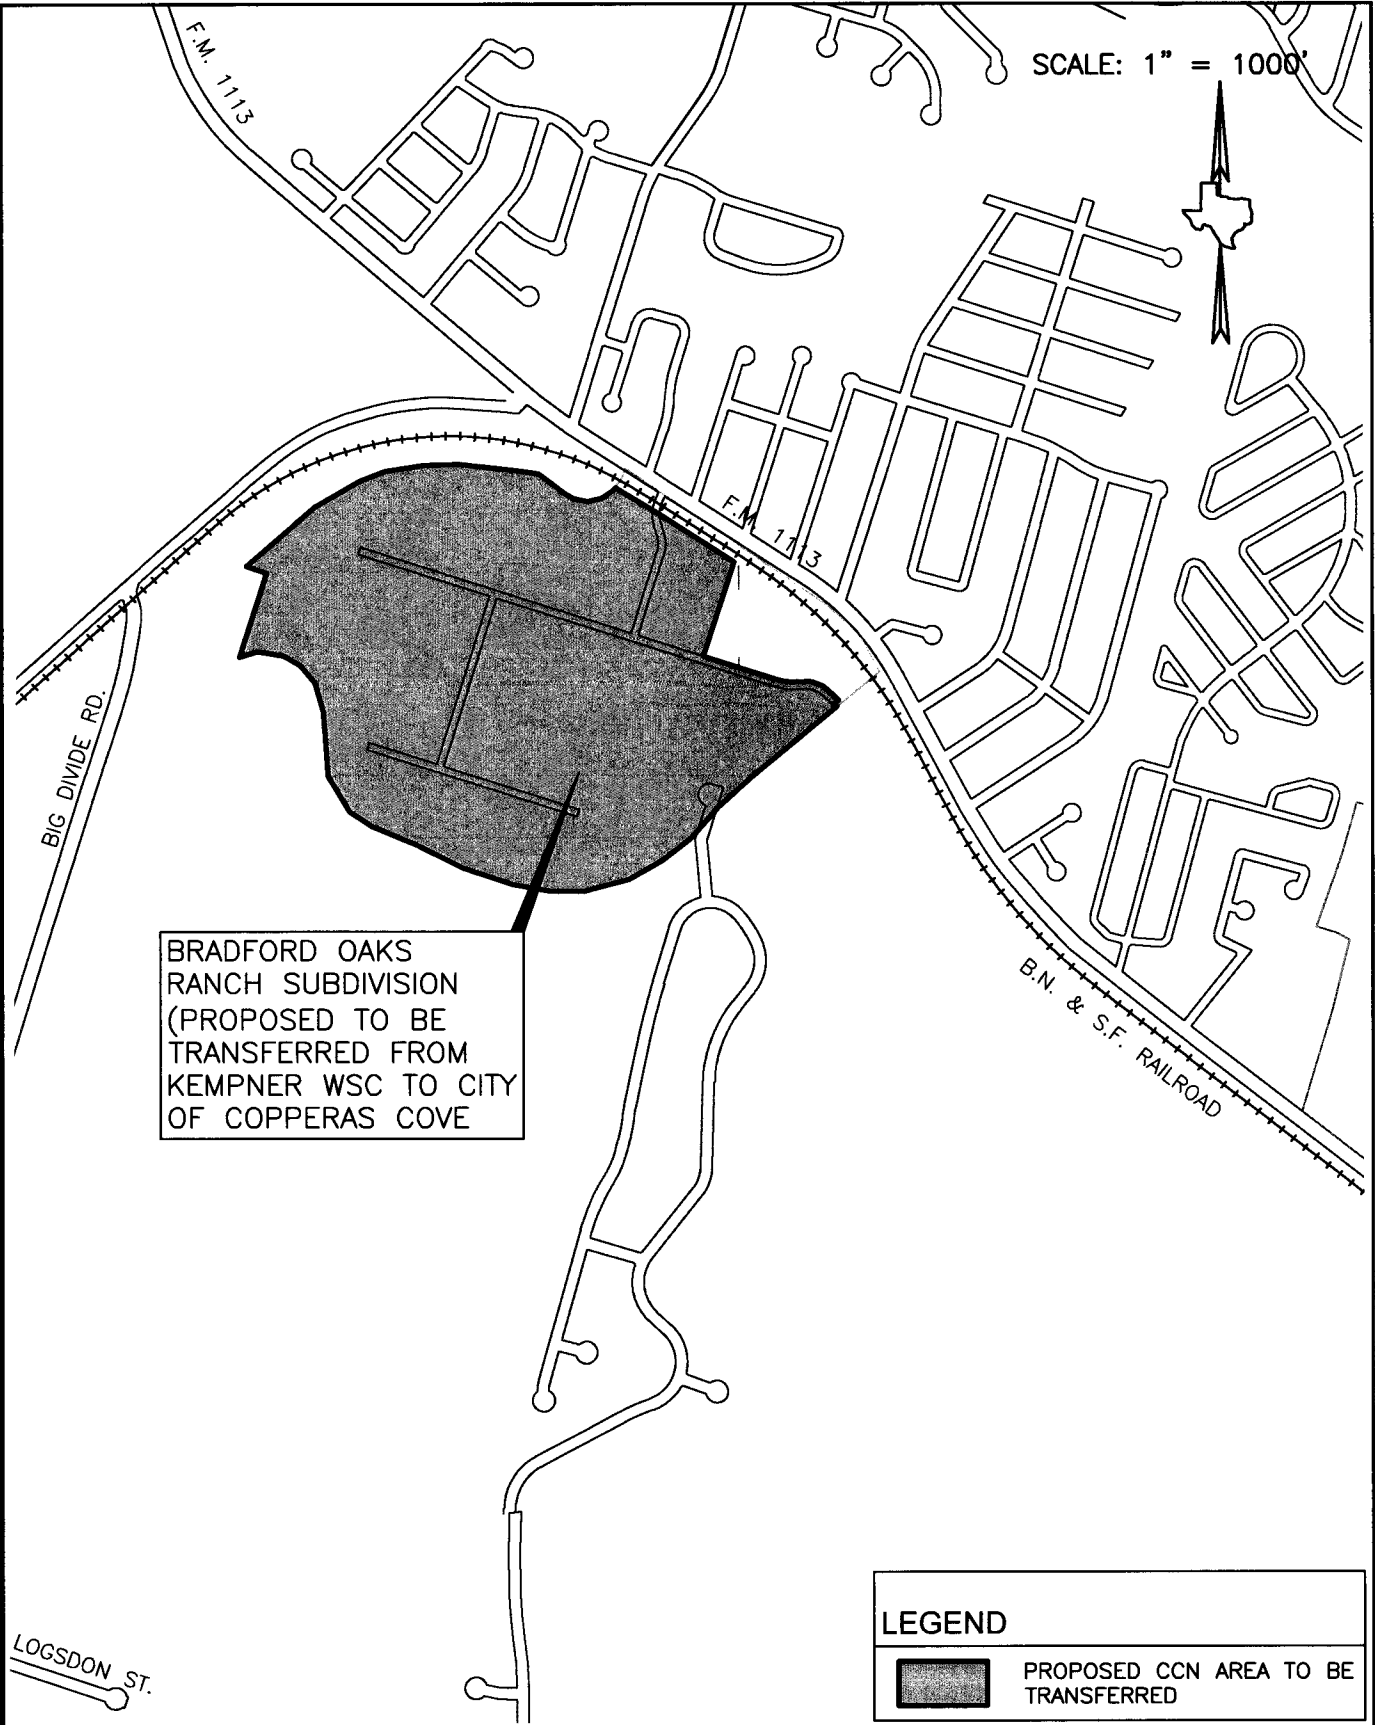 F.M. 1113
SCALE: 1" = 1000'
F.M. 1113
BIG DIVIDE RD.
BRADFORD OAKS
RANCH SUBDIVISION
(PROPOSED TO BE
TRANSFERRED FROM
KEMPNER WSC TO CITY
OF COPPERAS COVE
B.N. & S.F. RAILROAD
LOGSDON ST.
LEGEND
PROPOSED CCN AREA TO BE
TRANSFERRED